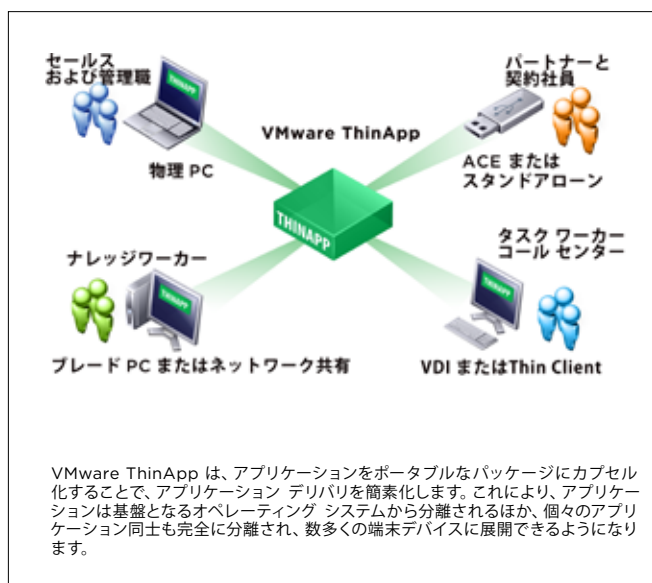 セールス
および管理職
THINAPP
物理 PC
VMware ThinApp
パートナーと
契約社員
ACE または
スタンドアローン
THINAPP
ナレッジワーカー
THINAPP
ブレード PC またはネットワーク共有
タスク ワーカー
コール センター
THINAPP
VDI またはThin Client
VMware ThinApp は、アプリケーションをポータブルなパッケージにカプセル
化することで、アプリケーション デリバリを簡素化します。これにより、アプリケー
ションは基盤となるオペレーティング システムから分離されるほか、個々のアプリ
ケーション同士も完全に分離され、数多くの端末デバイスに展開できるようになり
ます。